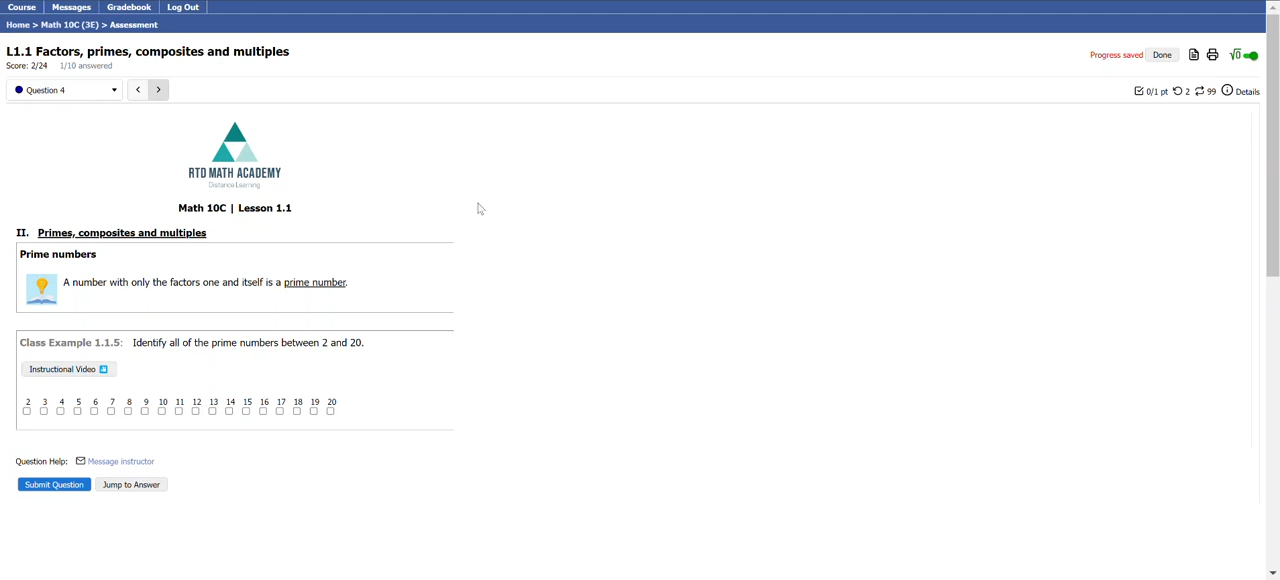 Course Messages Gradebook Log Out
Home > Math 10C (3E) > Assessment
L1.1 Factors, primes, composites and multiples
Score: 2/24 1/10 answered
Progress saved Done √0
Question 4 < >
0/1 pt 2 99 Details
RTD MATH ACADEMY
Distance Learning
Math 10C | Lesson 1.1
II. Primes, composites and multiples
Prime numbers
A number with only the factors one and itself is a prime number.
Class Example 1.1.5: Identify all of the prime numbers between 2 and 20.
Instructional Video
2 3 4 5 6 7 8 9 10 11 12 13 14 15 16 17 18 19 20
Question Help: Message instructor
Submit Question Jump to Answer